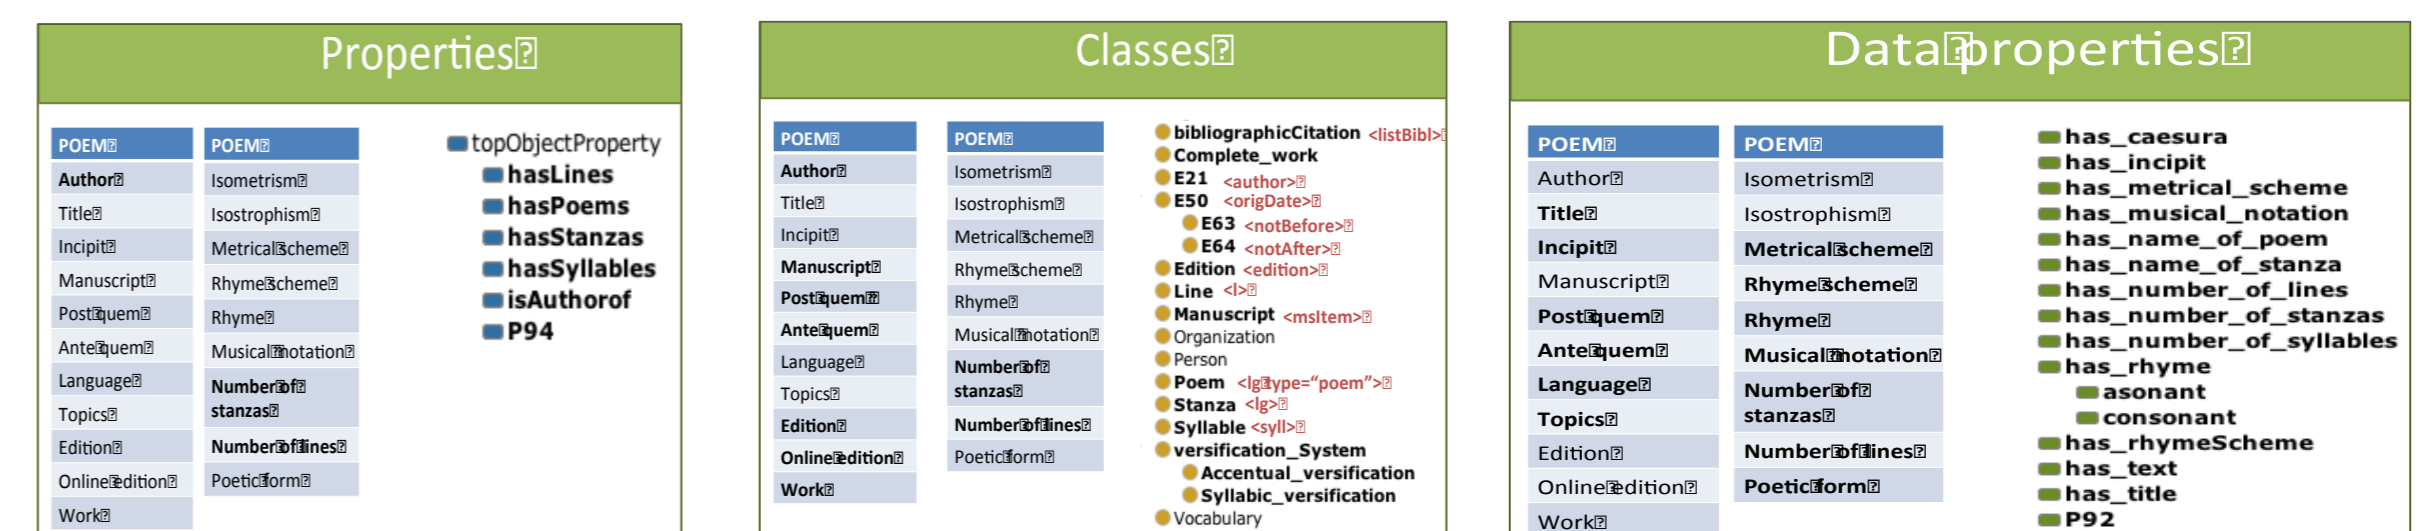 Properties
POEM
Author
Title
Incipit
Manuscript
Post quem
Ante quem
Language
Topics
Edition
Online edition
Work
POEM
Isometrism
Isostrophism
Metrical scheme
Rhyme scheme
Rhyme
Musical notation
Number of
stanzas
Number of lines
Poetic form
topObjectProperty
hasLines
hasPoems
hasStanzas
hasSyllables
isAuthorof
P94
Classes
POEM
Author
Title
Incipit
Manuscript
Post quem
Ante quem
Language
Topics
Edition
Online edition
Work
POEM
Isometrism
Isostrophism
Metrical scheme
Rhyme scheme
Rhyme
Musical notation
Number of
stanzas
Number of lines
Poetic form
bibliographicCitation <listBibl>
Complete_work
E21 <author>
E50 <origDate>
E63 <notBefore>
E64 <notAfter>
Edition <edition>
Line <l>
Manuscript <msItem>
Organization
Person
Poem <lg type="poem">
Stanza <lg>
Syllable <syll>
versification_System
Accentual_versification
Syllabic_versification
Vocabulary
Data properties
POEM
Author
Title
Incipit
Manuscript
Post quem
Ante quem
Language
Topics
Edition
Online edition
Work
POEM
Isometrism
Isostrophism
Metrical scheme
Rhyme scheme
Rhyme
Musical notation
Number of
stanzas
Number of lines
Poetic form
has_caesura
has_incipit
has_metrical_scheme
has_musical_notation
has_name_of_poem
has_name_of_stanza
has_number_of_lines
has_number_of_stanzas
has_number_of_syllables
has_rhyme
asonant
consonant
has_rhymeScheme
has_text
has_title
P92